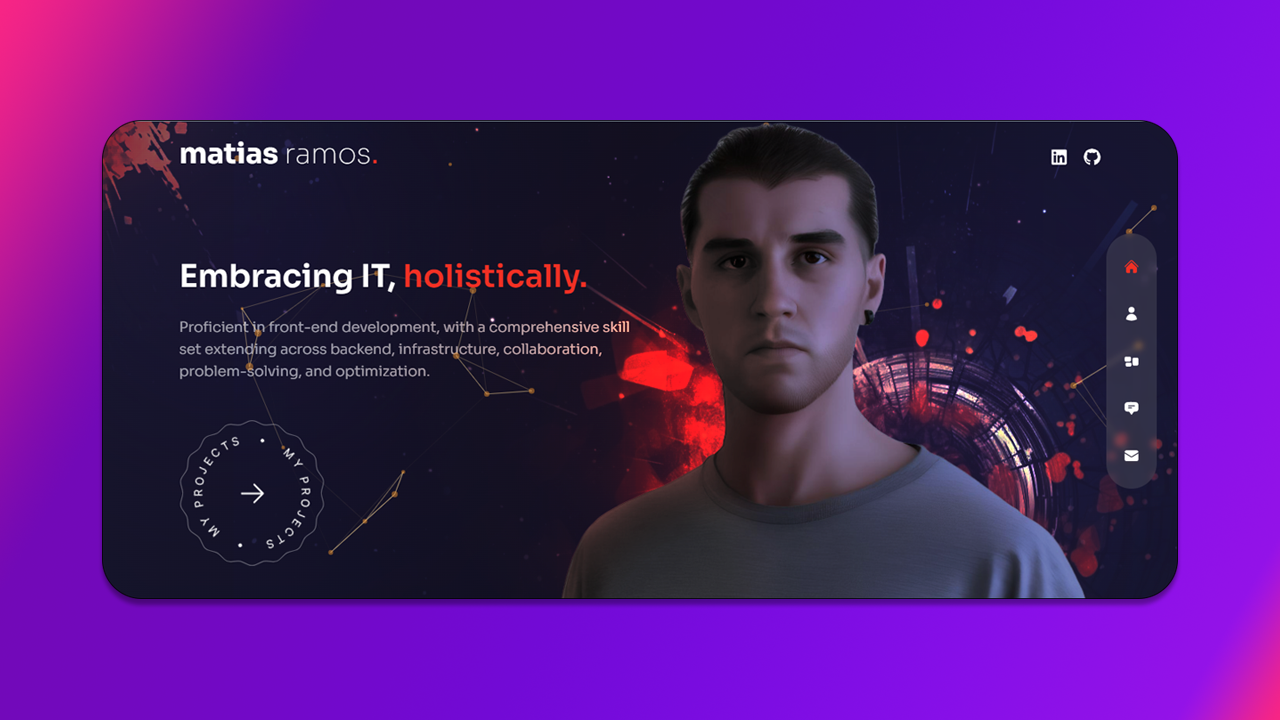 matias ramos.
Embracing IT, holistically.
Proficient in front-end development, with a comprehensive skill
set extending across backend, infrastructure, collaboration,
problem-solving, and optimization.
MY PROJECTS • MY PROJECTS •
in